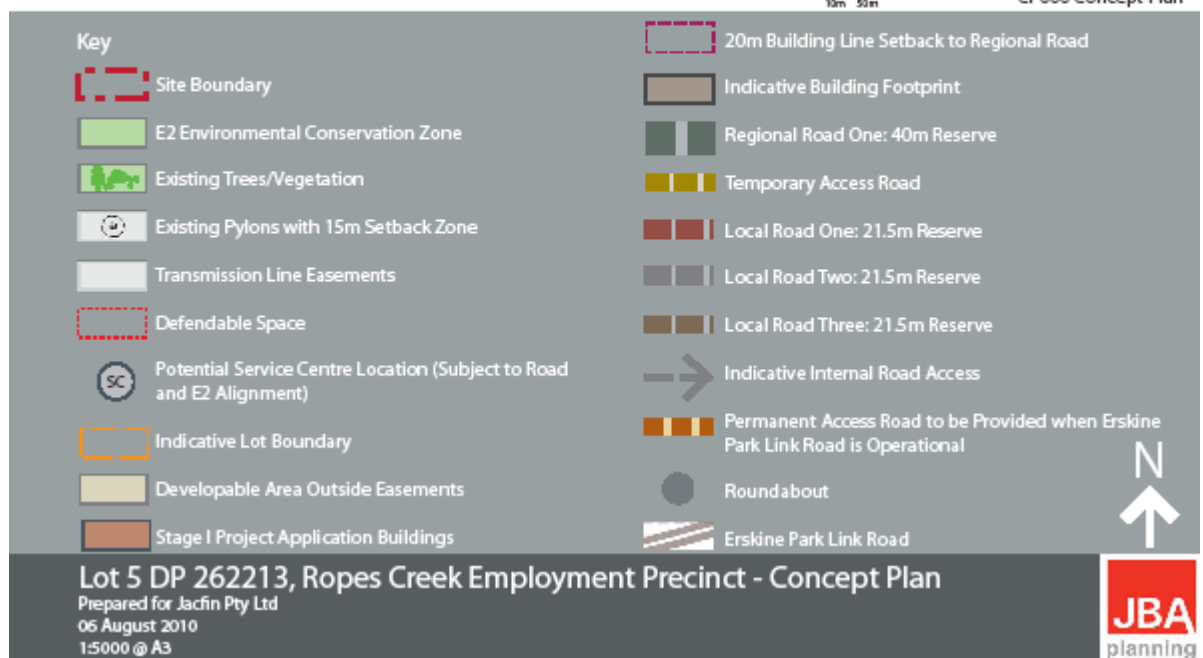 10m 50m
Concept Plan
Key
Site Boundary
E2 Environmental Conservation Zone
Existing Trees/Vegetation
Existing Pylons with 15m Setback Zone
Transmission Line Easements
Defendable Space
SC
Potential Service Centre Location (Subject to Road
and E2 Alignment)
Indicative Lot Boundary
Developable Area Outside Easements
Stage I Project Application Buildings
20m Building Line Setback to Regional Road
Indicative Building Footprint
Regional Road One: 40m Reserve
Temporary Access Road
Local Road One: 21.5m Reserve
Local Road Two: 21.5m Reserve
Local Road Three: 21.5m Reserve
Indicative Internal Road Access
Permanent Access Road to be Provided when Erskine
Park Link Road is Operational
Roundabout
Erskine Park Link Road
N
Lot 5 DP 262213, Ropes Creek Employment Precinct - Concept Plan
Prepared for Jacfin Pty Ltd
06 August 2010
1:5000 @ A3
JBA
planning